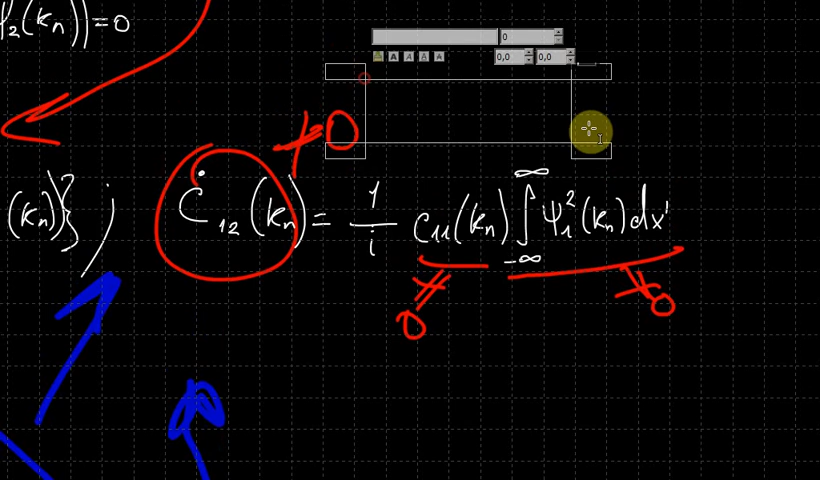 ψ₂(kₙ))=0
0
A A A A A
0,0 0,0
≠0
(kₙ)}; Ċ₁₂(kₙ) = 1/i c₁₁(kₙ) ∫_{-∞}^{∞} ψ₁²(kₙ) dx'
≠0 ≠0